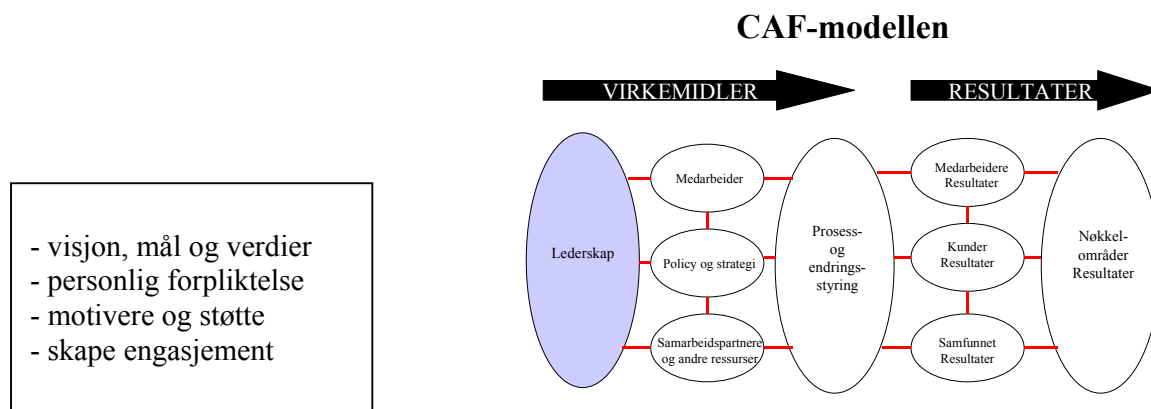 CAF-modellen
VIRKEMIDLER
RESULTATER
- visjon, mål og verdier
- personlig forpliktelse
- motivere og støtte
- skape engasjement
Lederskap
Medarbeider
Policy og strategi
Samarbeidspartnere
og andre ressurser
Prosess-
og
endrings-
styring
Medarbeidere
Resultater
Kunder
Resultater
Samfunnet
Resultater
Nøkkel-
områder
Resultater